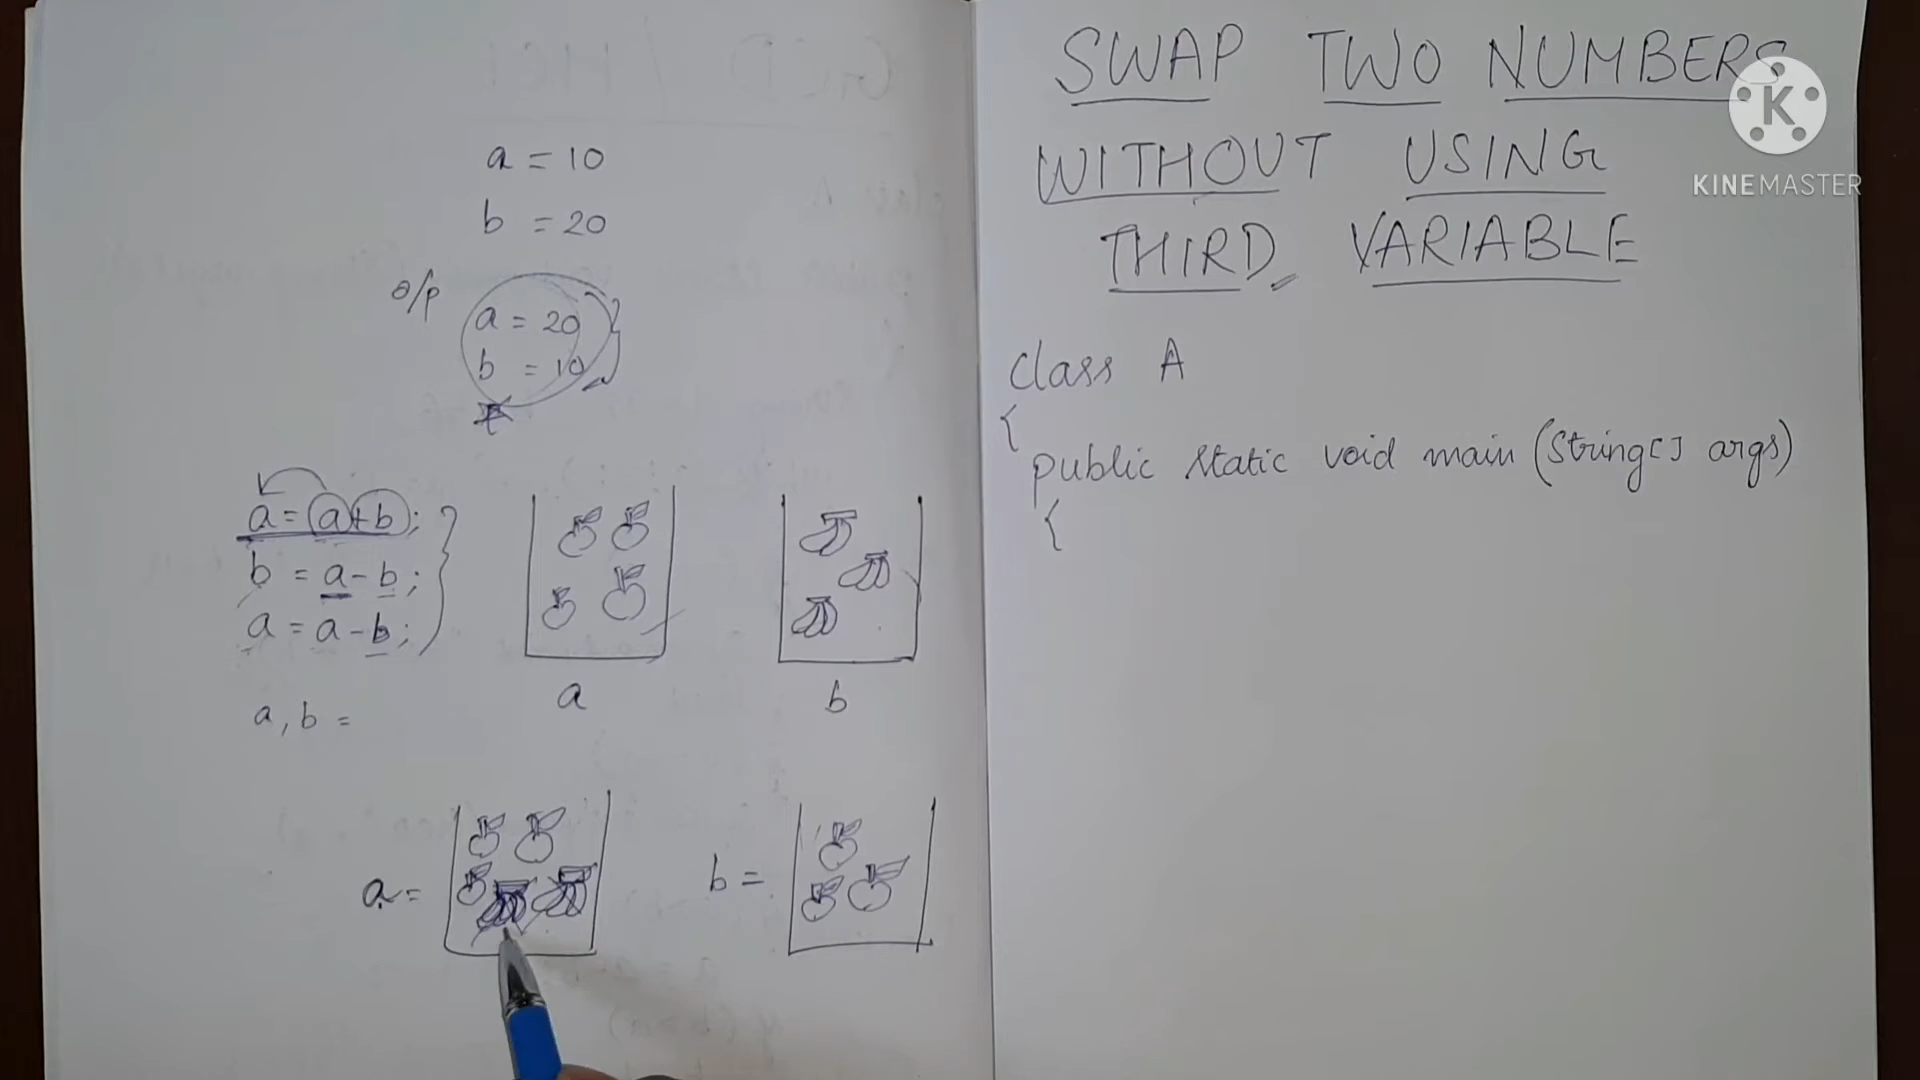 a = 10
b = 20
o/p
a = 20
b = 10
a = (a+b);
b = a-b;
a = a-b;
a, b =
a
b
a =
b =
SWAP TWO NUMBERS
WITHOUT USING
THIRD VARIABLE
class A
{
public static void main (String[] args)
{
K
KINEMASTER